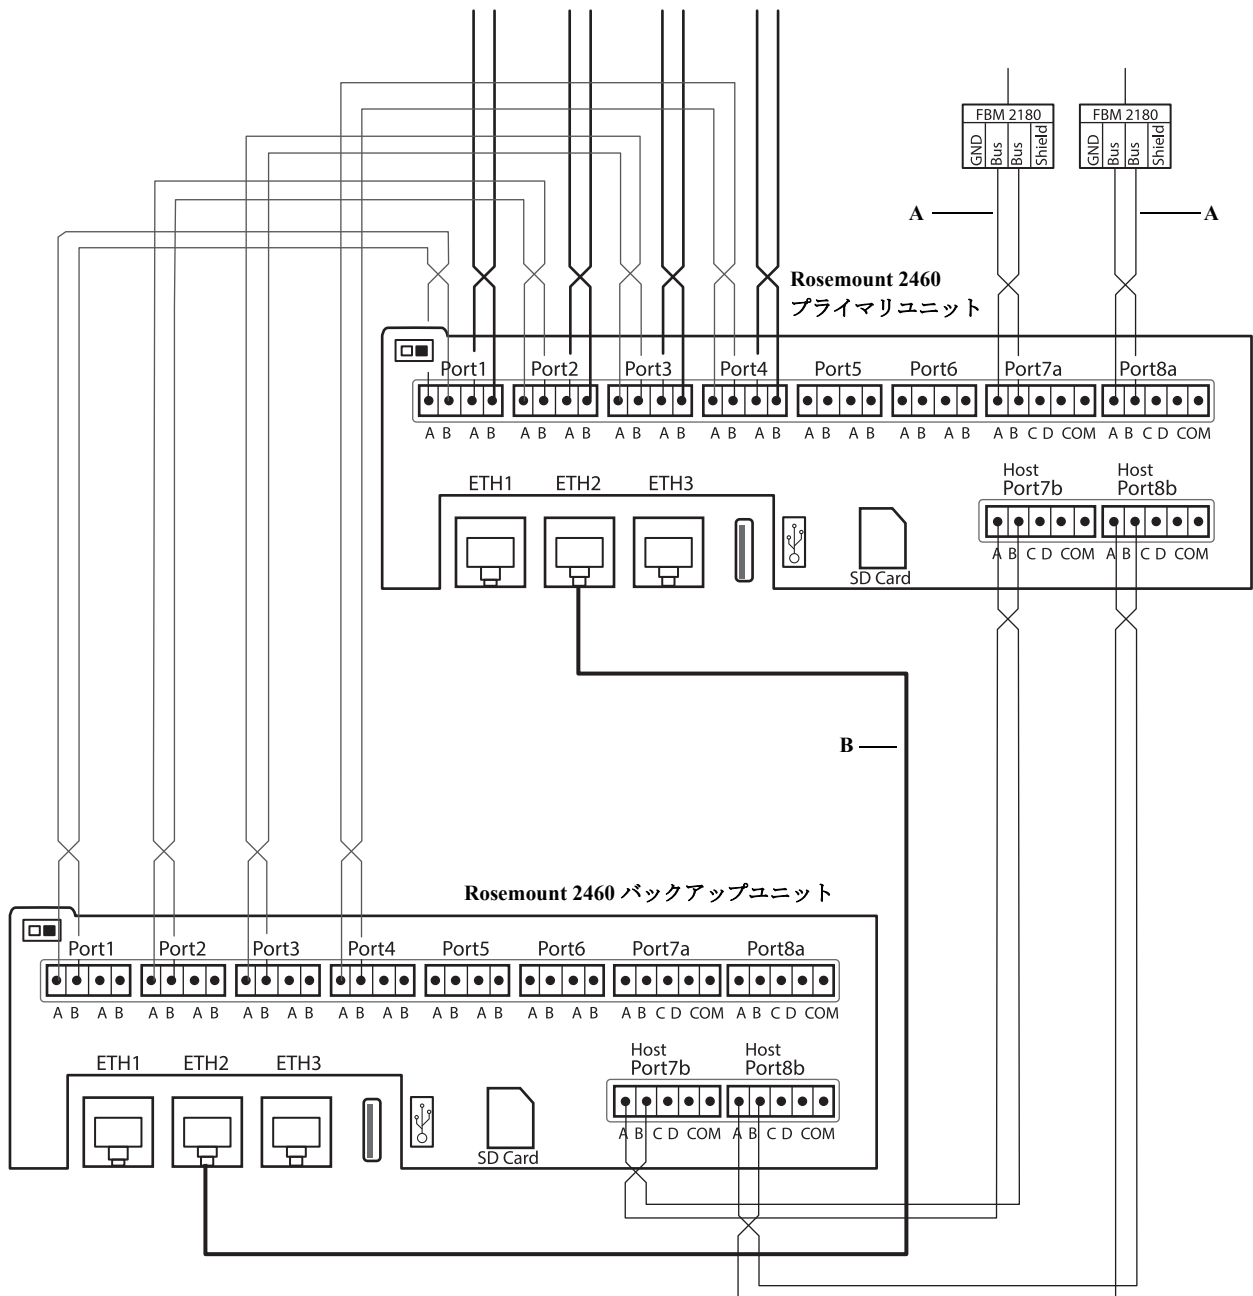 FBM 2180 FBM 2180
GND Bus Bus Shield GND Bus Bus Shield
A A
Rosemount 2460
プライマリユニット
Port1 Port2 Port3 Port4 Port5 Port6 Port7a Port8a
A B A B A B A B A B A B A B A B A B A B A B A B A B C D COM A B C D COM
Host Host
ETH1 ETH2 ETH3 Port7b Port8b
A B C D COM A B C D COM
SD Card
B
Rosemount 2460 バックアップユニット
Port1 Port2 Port3 Port4 Port5 Port6 Port7a Port8a
A B A B A B A B A B A B A B A B A B A B A B A B A B C D COM A B C D COM
Host Host
ETH1 ETH2 ETH3 Port7b Port8b
A B C D COM A B C D COM
SD Card